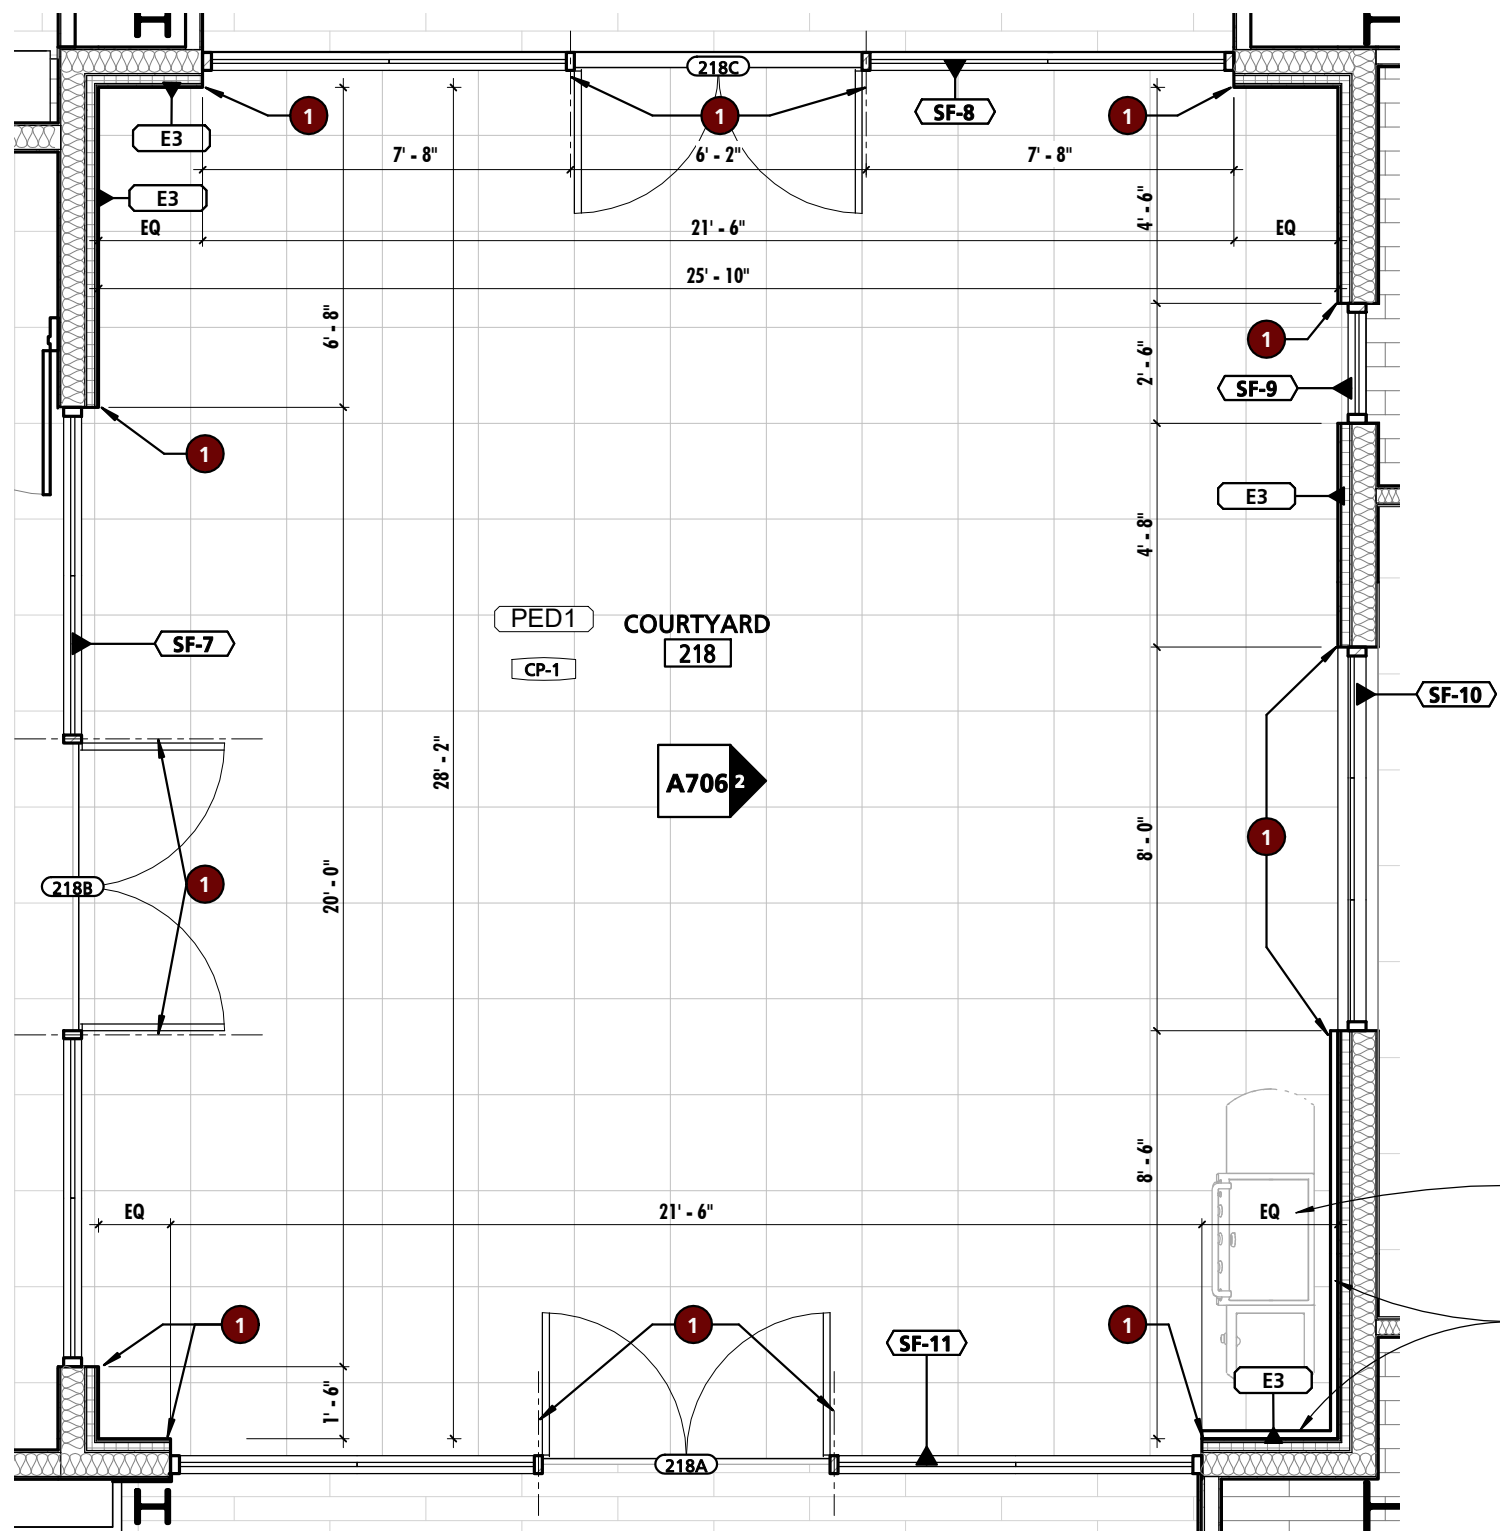 218C
1
1
1
SF-8
E3
7' - 8"
6' - 2"
7' - 8"
E3
4' - 6"
EQ
21' - 6"
EQ
25' - 10"
6' - 8"
1
2' - 6"
SF-9
1
E3
4' - 8"
PED1
COURTYARD
218
SF-7
CP-1
SF-10
28' - 2"
A706
2
8' - 0"
1
20' - 0"
218B
1
8' - 6"
EQ
21' - 6"
EQ
1
1
1
SF-11
E3
1' - 6"
218A